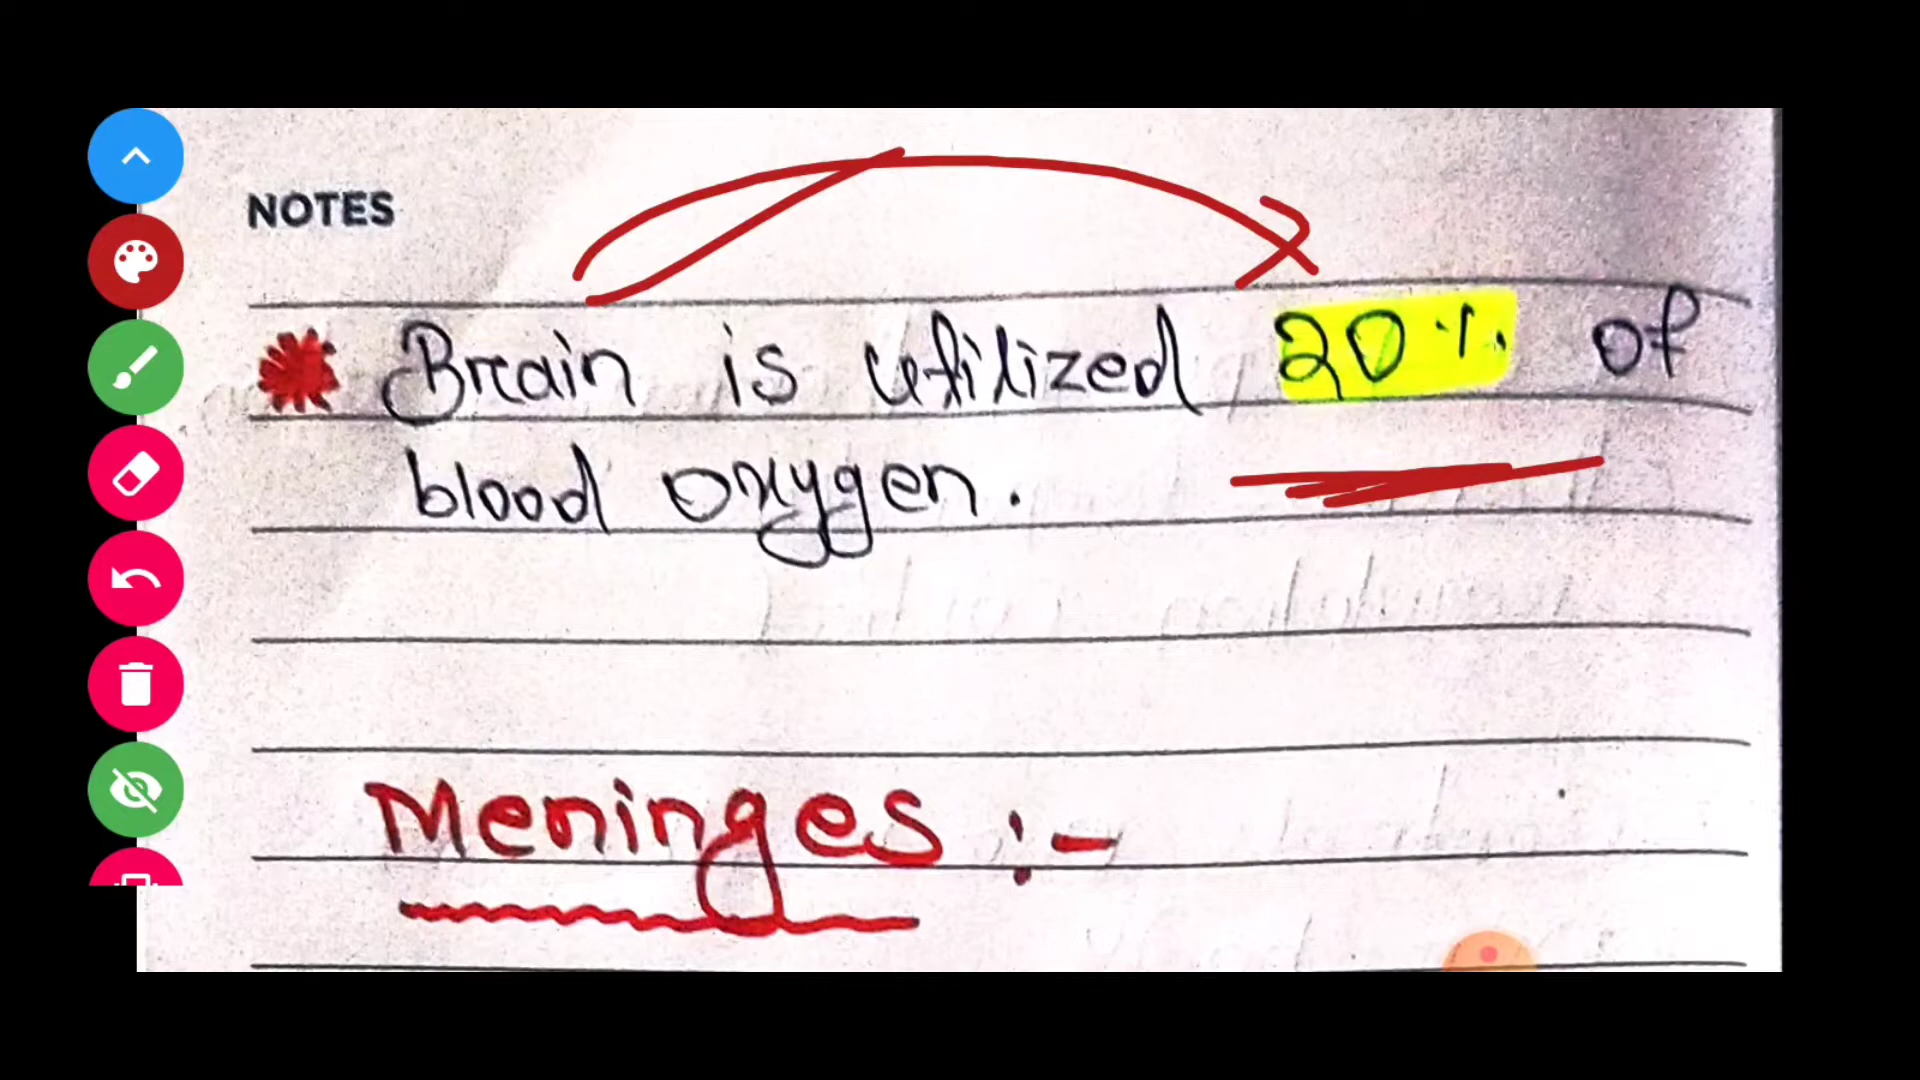 NOTES
Brain is utilized 20% of
blood oxygen.
Meninges :-